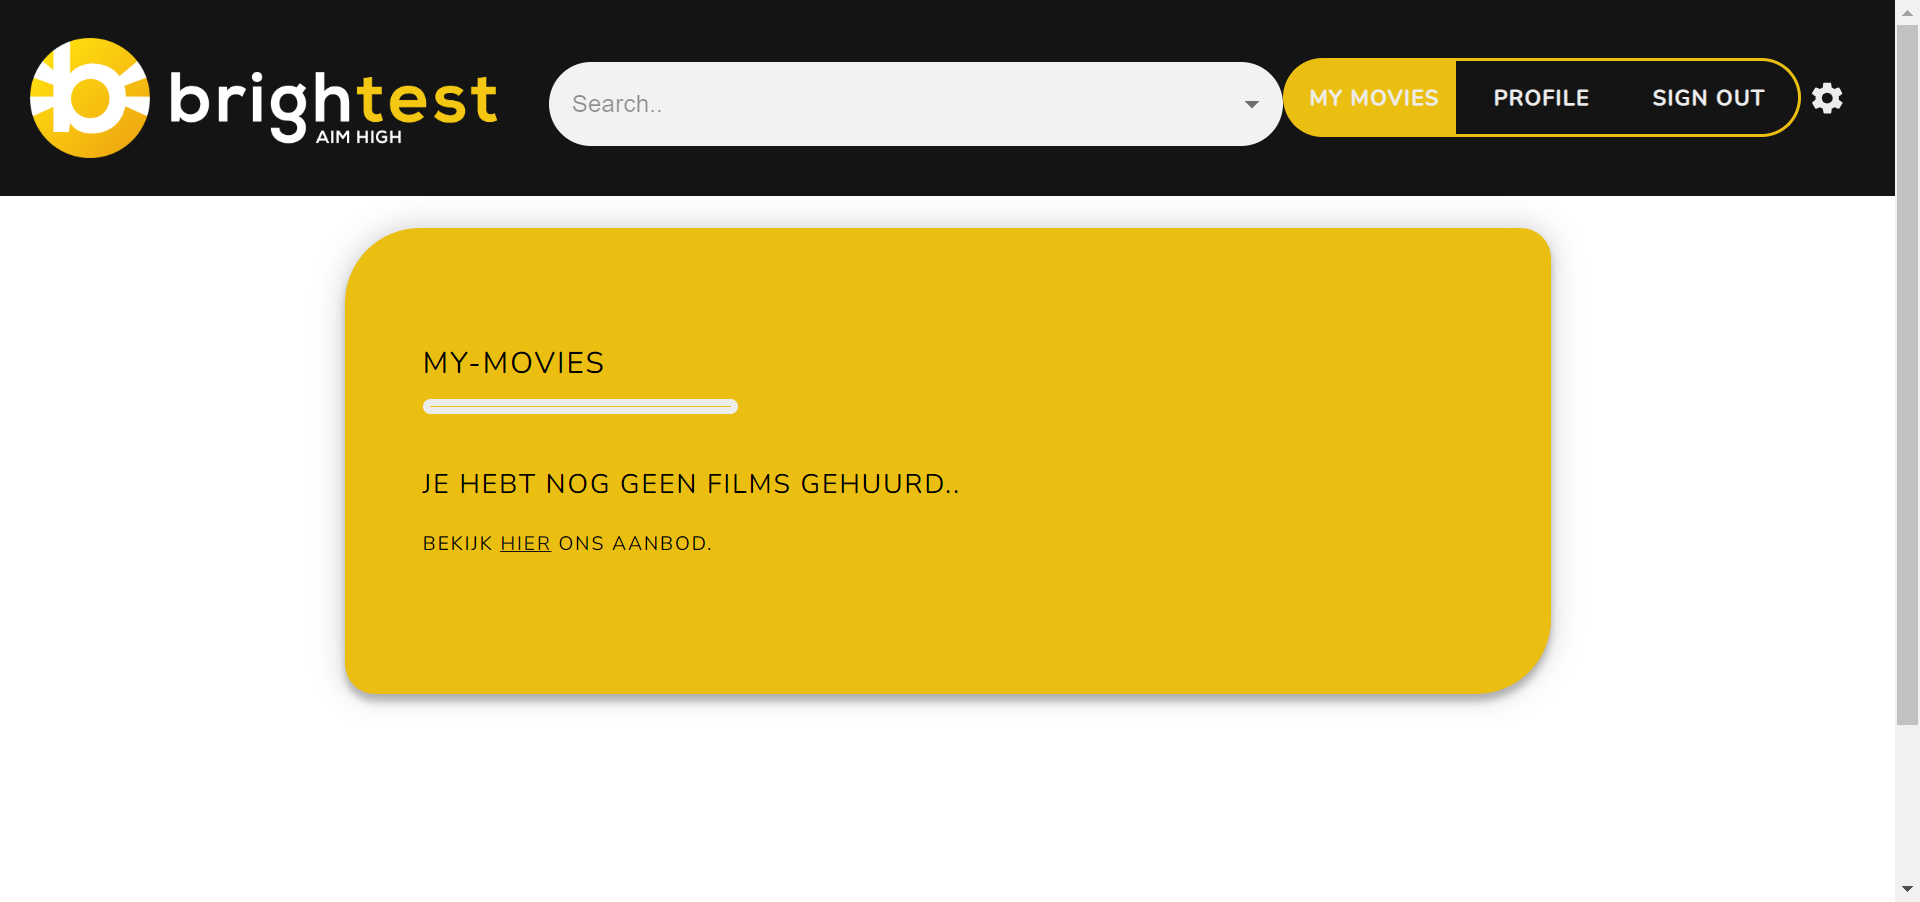 brightest
AIM HIGH
Search..
MY MOVIES
PROFILE
SIGN OUT
MY-MOVIES
JE HEBT NOG GEEN FILMS GEHUURD..
BEKIJK HIER ONS AANBOD.